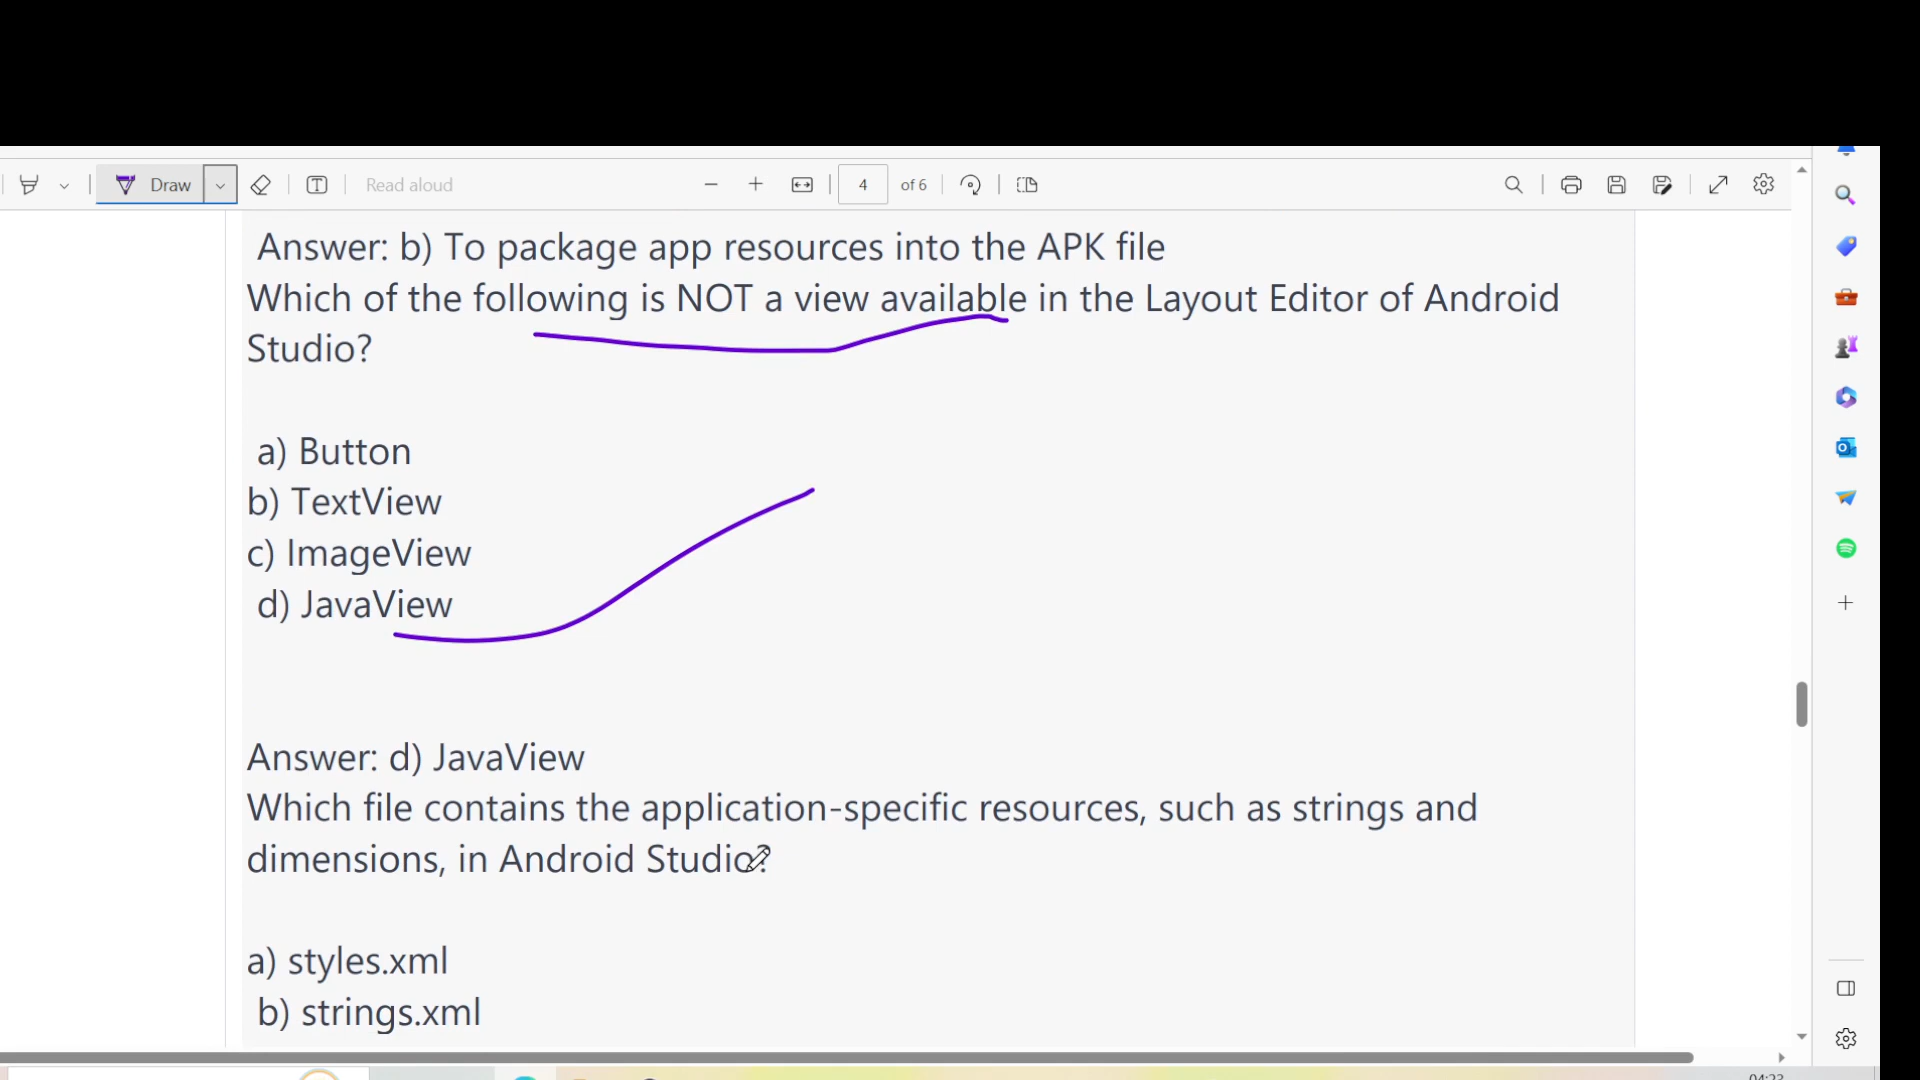 Draw
Read aloud
4
of 6
Answer: b) To package app resources into the APK file
Which of the following is NOT a view available in the Layout Editor of Android
Studio?
a) Button
b) TextView
c) ImageView
d) JavaView
Answer: d) JavaView
Which file contains the application-specific resources, such as strings and
dimensions, in Android Studio?
a) styles.xml
b) strings.xml
04:23